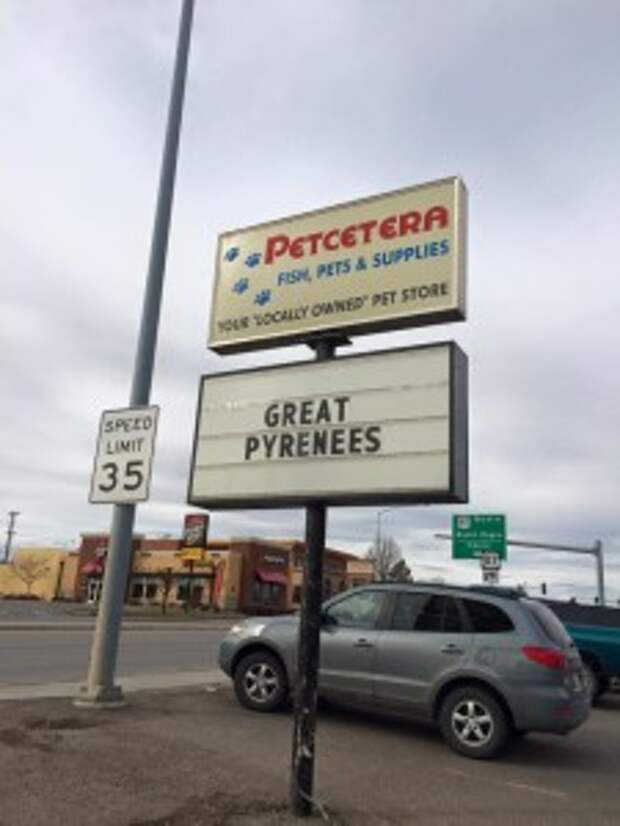 PETCETERA
FISH, PETS & SUPPLIES
YOUR "LOCALLY OWNED" PET STORE
GREAT
PYRENEES
SPEED
LIMIT
35